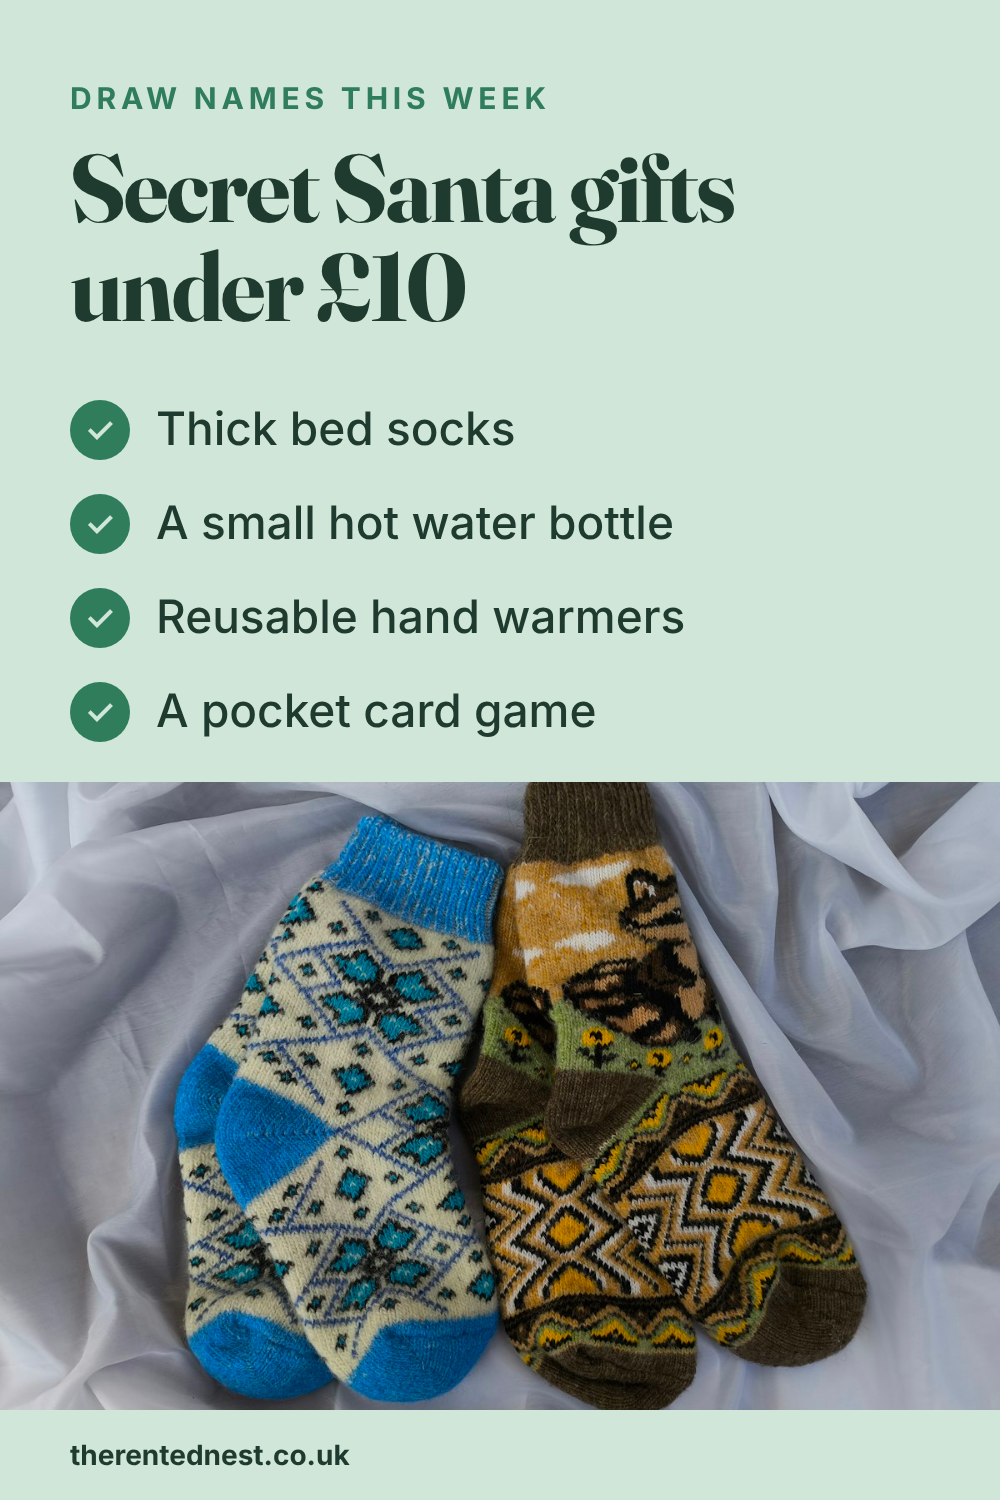 DRAW NAMES THIS WEEK
Secret Santa gifts
under £10
Thick bed socks
A small hot water bottle
Reusable hand warmers
A pocket card game
therentednest.co.uk